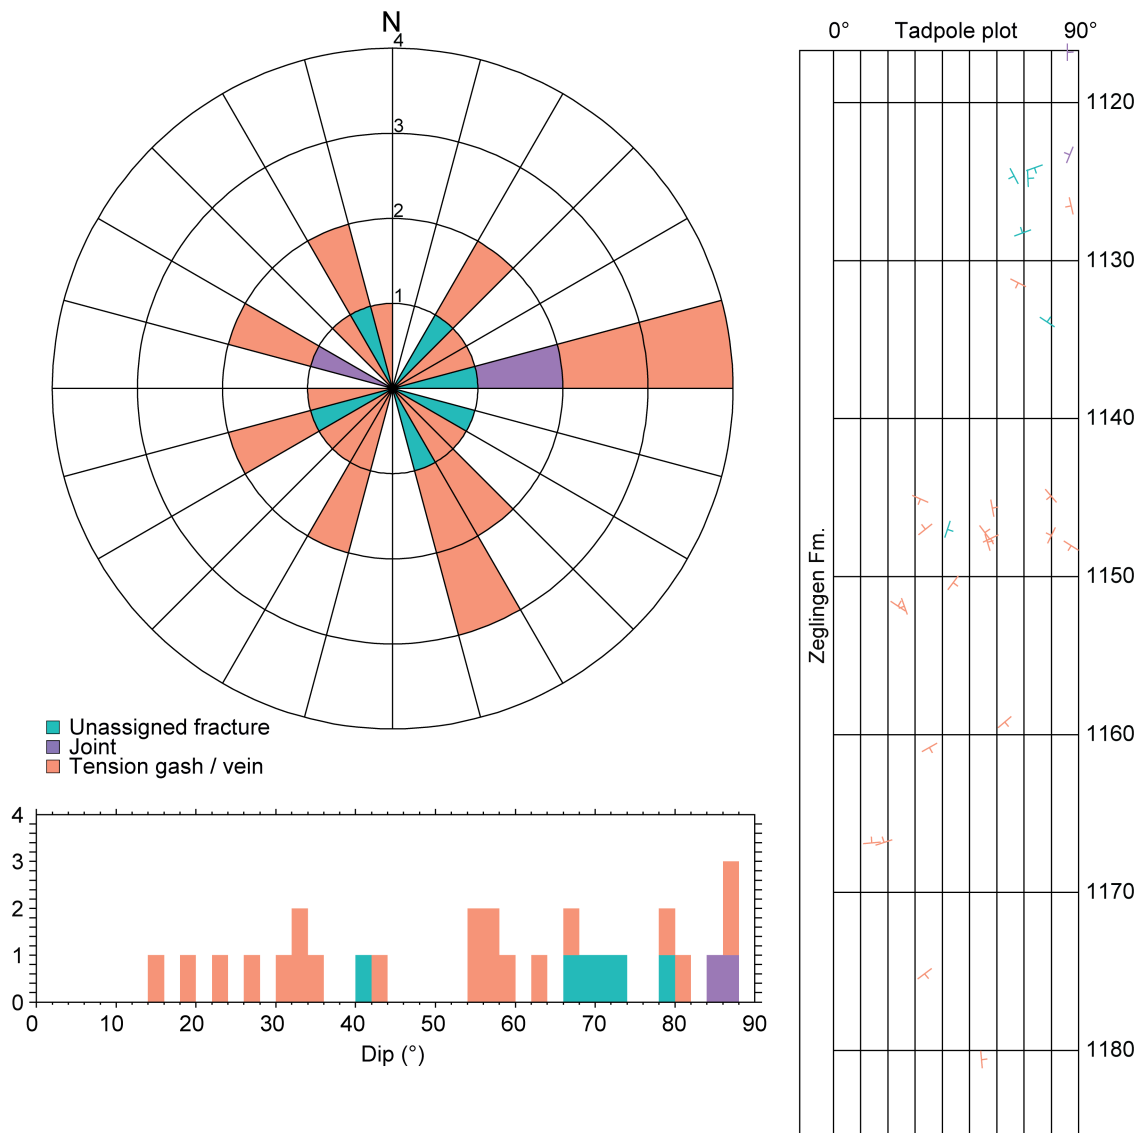 N
4
3
2
1
Unassigned fracture
Joint
Tension gash / vein
4
3
2
1
0
0 10 20 30 40 50 60 70 80 90
Dip (°)
0° Tadpole plot 90°
Zeglingen Fm.
1120
1130
1140
1150
1160
1170
1180